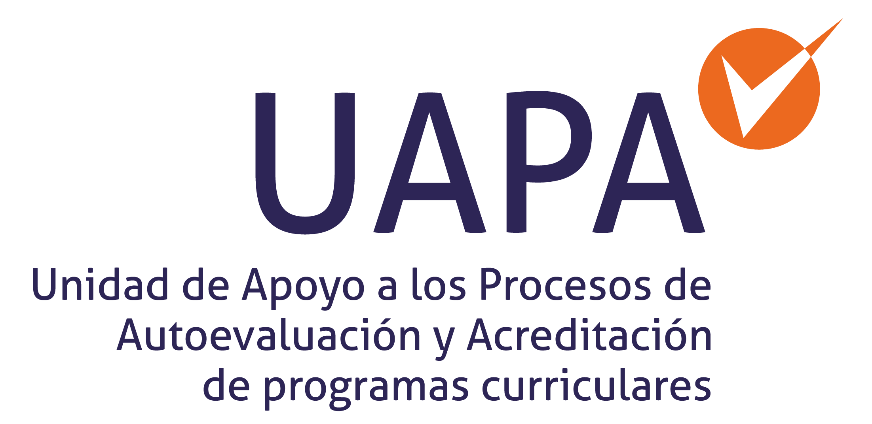 UAPA
Unidad de Apoyo a los Procesos de
Autoevaluación y Acreditación
de programas curriculares